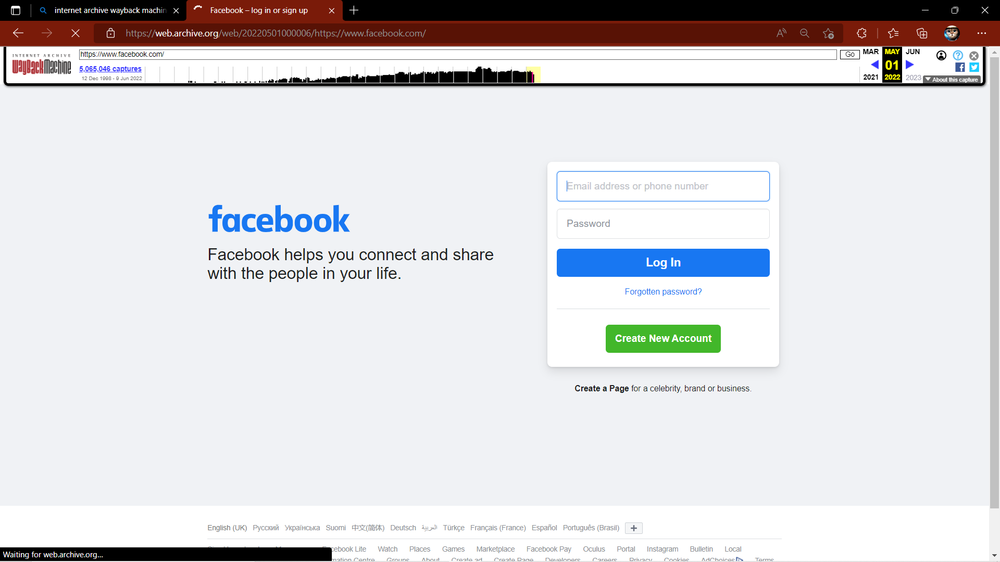 internet archive wayback machin
Facebook – log in or sign up
https://web.archive.org/web/20220501000006/https://www.facebook.com/
INTERNET ARCHIVE
WayBackMachine
https://www.facebook.com/
Go
MAR MAY JUN
5,065,046 captures
01
12 Dec 1998 - 9 Jun 2022
2021 2022 2023
About this capture
Email address or phone number
Password
facebook
Facebook helps you connect and share
with the people in your life.
Log In
Forgotten password?
Create New Account
Create a Page for a celebrity, brand or business.
English (UK) Русский Українська Suomi 中文(简体) Deutsch العربية Türkçe Français (France) Español Português (Brasil)
cebook Lite Watch Places Games Marketplace Facebook Pay Oculus Portal Instagram Bulletin Local
Centre Groups About Create ad Create Page Developers Careers Privacy Cookies AdChoices Terms
Waiting for web.archive.org...